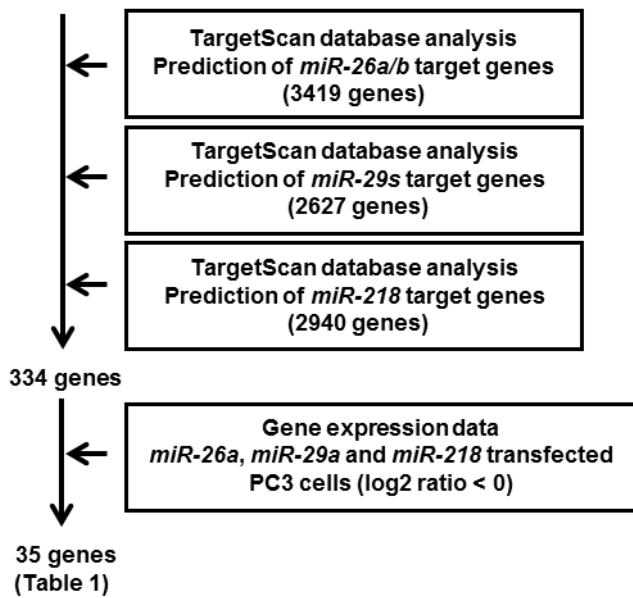 TargetScan database analysis
Prediction of miR-26a/b target genes
(3419 genes)
TargetScan database analysis
Prediction of miR-29s target genes
(2627 genes)
TargetScan database analysis
Prediction of miR-218 target genes
(2940 genes)
334 genes
Gene expression data
miR-26a, miR-29a and miR-218 transfected
PC3 cells (log2 ratio < 0)
35 genes
(Table 1)